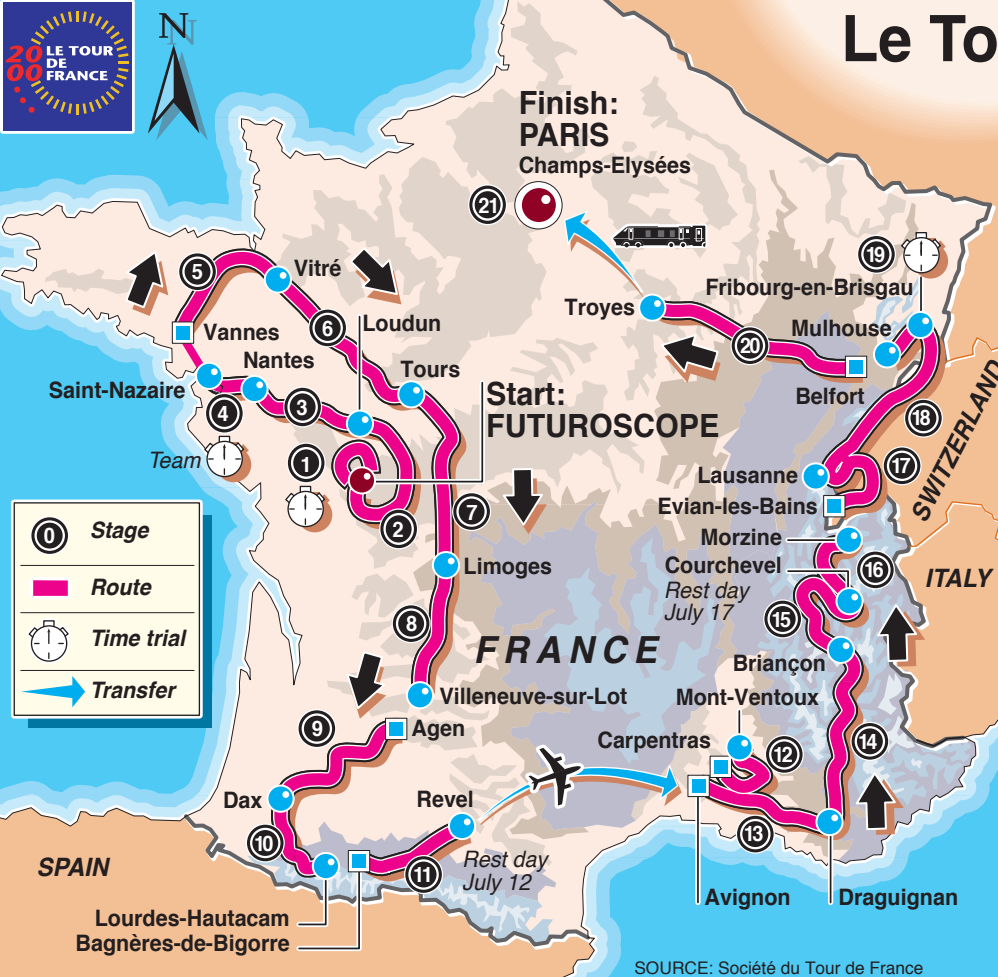 20
00
LE TOUR
DE
FRANCE
N
Le To
Finish:
PARIS
Champs-Elysées
21
19
Fribourg-en-Brisgau
5
Vitré
Troyes
Mulhouse
6
Loudun
20
Vannes
Nantes
Tours
Belfort
Saint-Nazaire
4
3
Start:
FUTUROSCOPE
18
SWITZERLAND
Team
1
Lausanne
17
2
7
Evian-les-Bains
Morzine
0
Stage
Route
Time trial
Transfer
Limoges
Courchevel
Rest day
July 17
16
ITALY
15
8
FRANCE
Briançon
Villeneuve-sur-Lot
Mont-Ventoux
9
Agen
Carpentras
12
14
Dax
Revel
10
13
11
Rest day
July 12
SPAIN
Avignon
Draguignan
Lourdes-Hautacam
Bagnères-de-Bigorre
SOURCE: Société du Tour de France